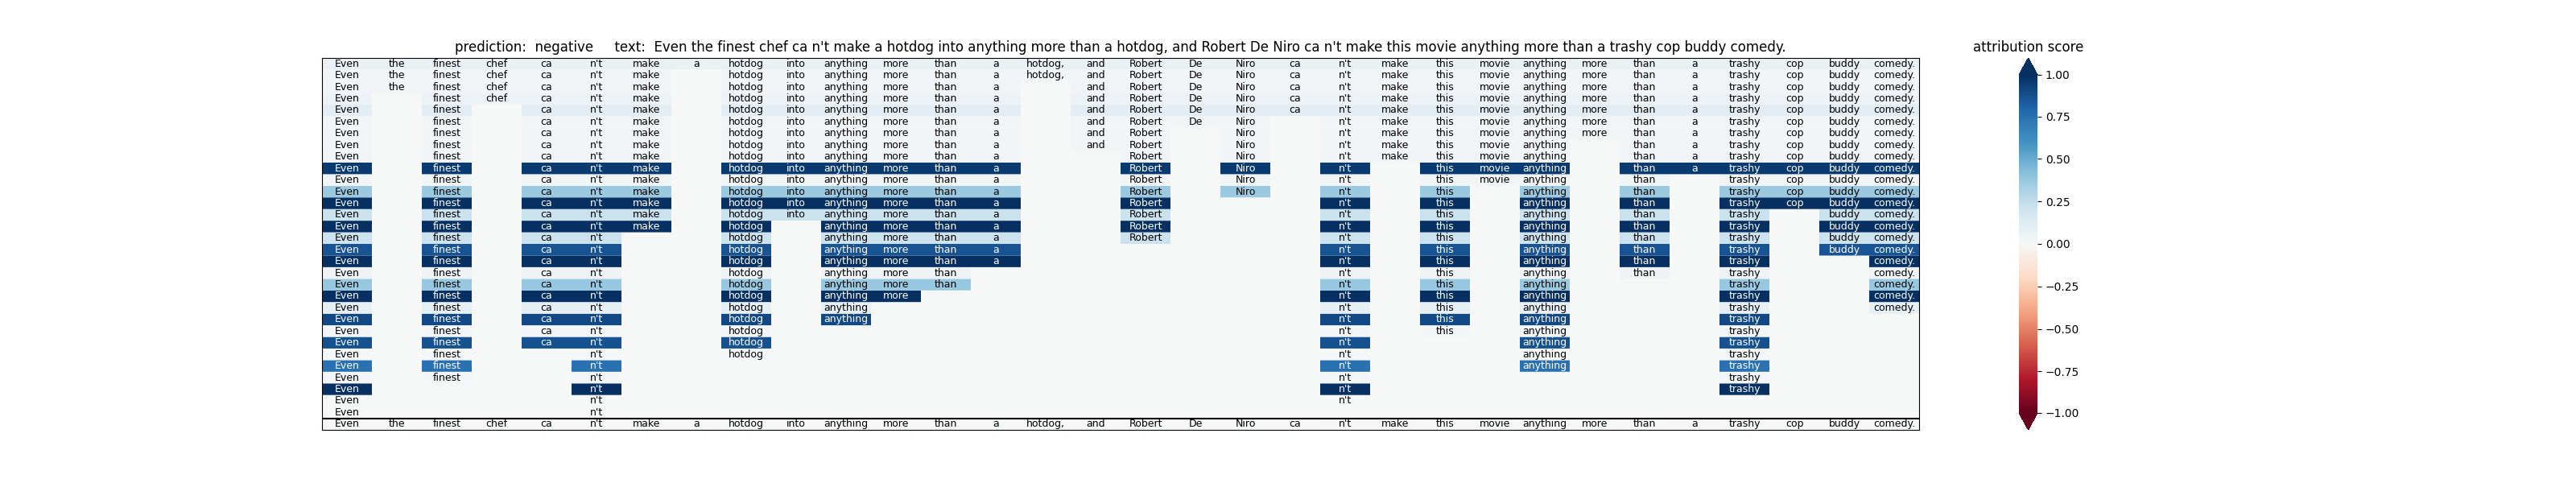 prediction: negative text: Even the finest chef ca n't make a hotdog into anything more than a hotdog, and Robert De Niro ca n't make this movie anything more than a trashy cop buddy comedy.
attribution score
Even the finest chef ca n't make a hotdog into anything more than a hotdog, and Robert De Niro ca n't make this movie anything more than a trashy cop buddy comedy.
Even the finest chef ca n't make hotdog into anything more than a hotdog, and Robert De Niro ca n't make this movie anything more than a trashy cop buddy comedy.
Even the finest chef ca n't make hotdog into anything more than a and Robert De Niro ca n't make this movie anything more than a trashy cop buddy comedy.
Even finest chef ca n't make hotdog into anything more than a and Robert De Niro ca n't make this movie anything more than a trashy cop buddy comedy.
Even finest ca n't make hotdog into anything more than a and Robert De Niro ca n't make this movie anything more than a trashy cop buddy comedy.
Even finest ca n't make hotdog into anything more than a and Robert De Niro n't make this movie anything more than a trashy cop buddy comedy.
Even finest ca n't make hotdog into anything more than a and Robert Niro n't make this movie anything more than a trashy cop buddy comedy.
Even finest ca n't make hotdog into anything more than a and Robert Niro n't make this movie anything than a trashy cop buddy comedy.
Even finest ca n't make hotdog into anything more than a Robert Niro n't make this movie anything than a trashy cop buddy comedy.
Even finest ca n't make hotdog into anything more than a Robert Niro n't this movie anything than a trashy cop buddy comedy.
Even finest ca n't make hotdog into anything more than a Robert Niro n't this movie anything than trashy cop buddy comedy.
Even finest ca n't make hotdog into anything more than a Robert Niro n't this anything than trashy cop buddy comedy.
Even finest ca n't make hotdog into anything more than a Robert n't this anything than trashy cop buddy comedy.
Even finest ca n't make hotdog into anything more than a Robert n't this anything than trashy buddy comedy.
Even finest ca n't make hotdog anything more than a Robert n't this anything than trashy buddy comedy.
Even finest ca n't hotdog anything more than a Robert n't this anything than trashy buddy comedy.
Even finest ca n't hotdog anything more than a n't this anything than trashy buddy comedy.
Even finest ca n't hotdog anything more than a n't this anything than trashy comedy.
Even finest ca n't hotdog anything more than n't this anything than trashy comedy.
Even finest ca n't hotdog anything more than n't this anything trashy comedy.
Even finest ca n't hotdog anything more n't this anything trashy comedy.
Even finest ca n't hotdog anything n't this anything trashy comedy.
Even finest ca n't hotdog anything n't this anything trashy
Even finest ca n't hotdog n't this anything trashy
Even finest ca n't hotdog n't anything trashy
Even finest n't hotdog n't anything trashy
Even finest n't n't anything trashy
Even finest n't n't trashy
Even n't n't trashy
Even n't n't
Even n't
Even the finest chef ca n't make a hotdog into anything more than a hotdog, and Robert De Niro ca n't make this movie anything more than a trashy cop buddy comedy.
1.00
0.75
0.50
0.25
0.00
−0.25
−0.50
−0.75
−1.00